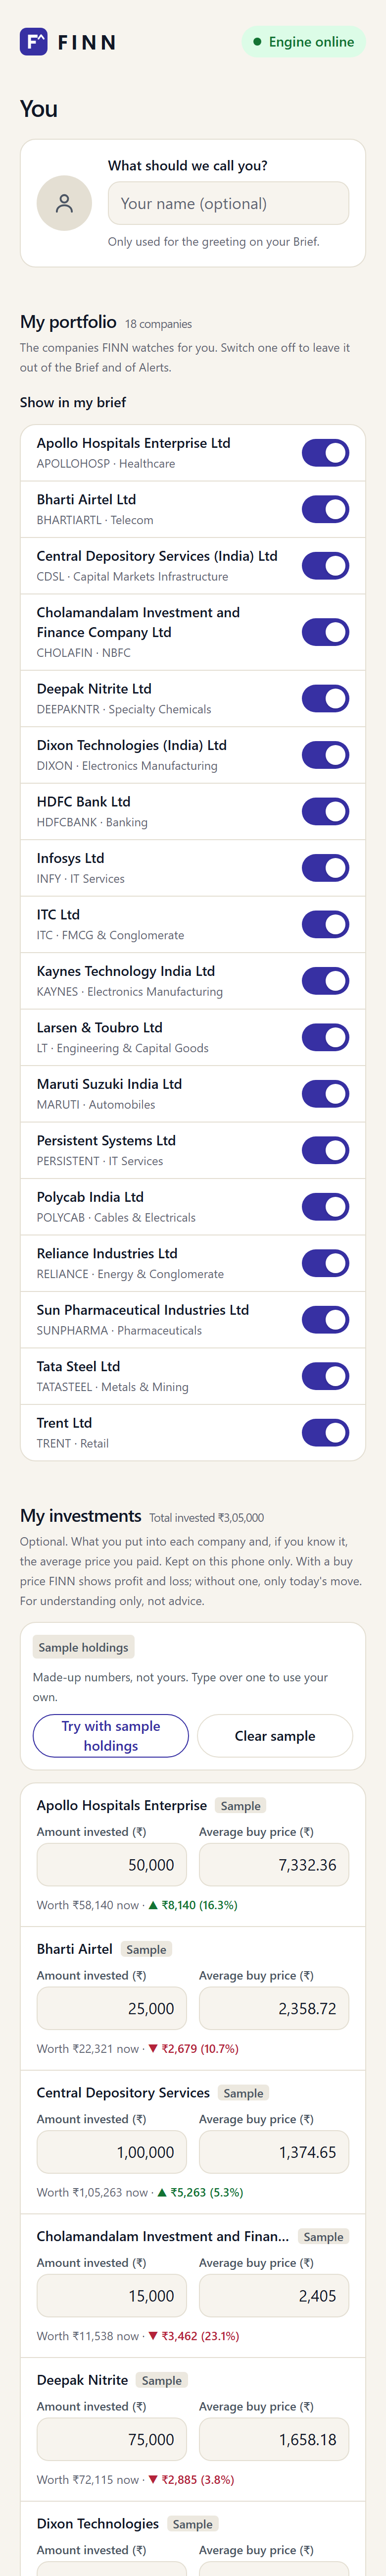 F^ FINN
Engine online
You
What should we call you?
Your name (optional)
Only used for the greeting on your Brief.
My portfolio 18 companies
The companies FINN watches for you. Switch one off to leave it
out of the Brief and of Alerts.
Show in my brief
Apollo Hospitals Enterprise Ltd
APOLLOHOSP · Healthcare
Bharti Airtel Ltd
BHARTIARTL · Telecom
Central Depository Services (India) Ltd
CDSL · Capital Markets Infrastructure
Cholamandalam Investment and
Finance Company Ltd
CHOLAFIN · NBFC
Deepak Nitrite Ltd
DEEPAKNTR · Specialty Chemicals
Dixon Technologies (India) Ltd
DIXON · Electronics Manufacturing
HDFC Bank Ltd
HDFCBANK · Banking
Infosys Ltd
INFY · IT Services
ITC Ltd
ITC · FMCG & Conglomerate
Kaynes Technology India Ltd
KAYNES · Electronics Manufacturing
Larsen & Toubro Ltd
LT · Engineering & Capital Goods
Maruti Suzuki India Ltd
MARUTI · Automobiles
Persistent Systems Ltd
PERSISTENT · IT Services
Polycab India Ltd
POLYCAB · Cables & Electricals
Reliance Industries Ltd
RELIANCE · Energy & Conglomerate
Sun Pharmaceutical Industries Ltd
SUNPHARMA · Pharmaceuticals
Tata Steel Ltd
TATASTEEL · Metals & Mining
Trent Ltd
TRENT · Retail
My investments Total invested ₹3,05,000
Optional. What you put into each company and, if you know it,
the average price you paid. Kept on this phone only. With a buy
price FINN shows profit and loss; without one, only today's move.
For understanding only, not advice.
Sample holdings
Made-up numbers, not yours. Type over one to use your
own.
Try with sample
holdings
Clear sample
Apollo Hospitals Enterprise Sample
Amount invested (₹) Average buy price (₹)
50,000 7,332.36
Worth ₹58,140 now · ▲ ₹8,140 (16.3%)
Bharti Airtel Sample
Amount invested (₹) Average buy price (₹)
25,000 2,358.72
Worth ₹22,321 now · ▼ ₹2,679 (10.7%)
Central Depository Services Sample
Amount invested (₹) Average buy price (₹)
1,00,000 1,374.65
Worth ₹1,05,263 now · ▲ ₹5,263 (5.3%)
Cholamandalam Investment and Finan... Sample
Amount invested (₹) Average buy price (₹)
15,000 2,405
Worth ₹11,538 now · ▼ ₹3,462 (23.1%)
Deepak Nitrite Sample
Amount invested (₹) Average buy price (₹)
75,000 1,658.18
Worth ₹72,115 now · ▼ ₹2,885 (3.8%)
Dixon Technologies Sample
Amount invested (₹) Average buy price (₹)